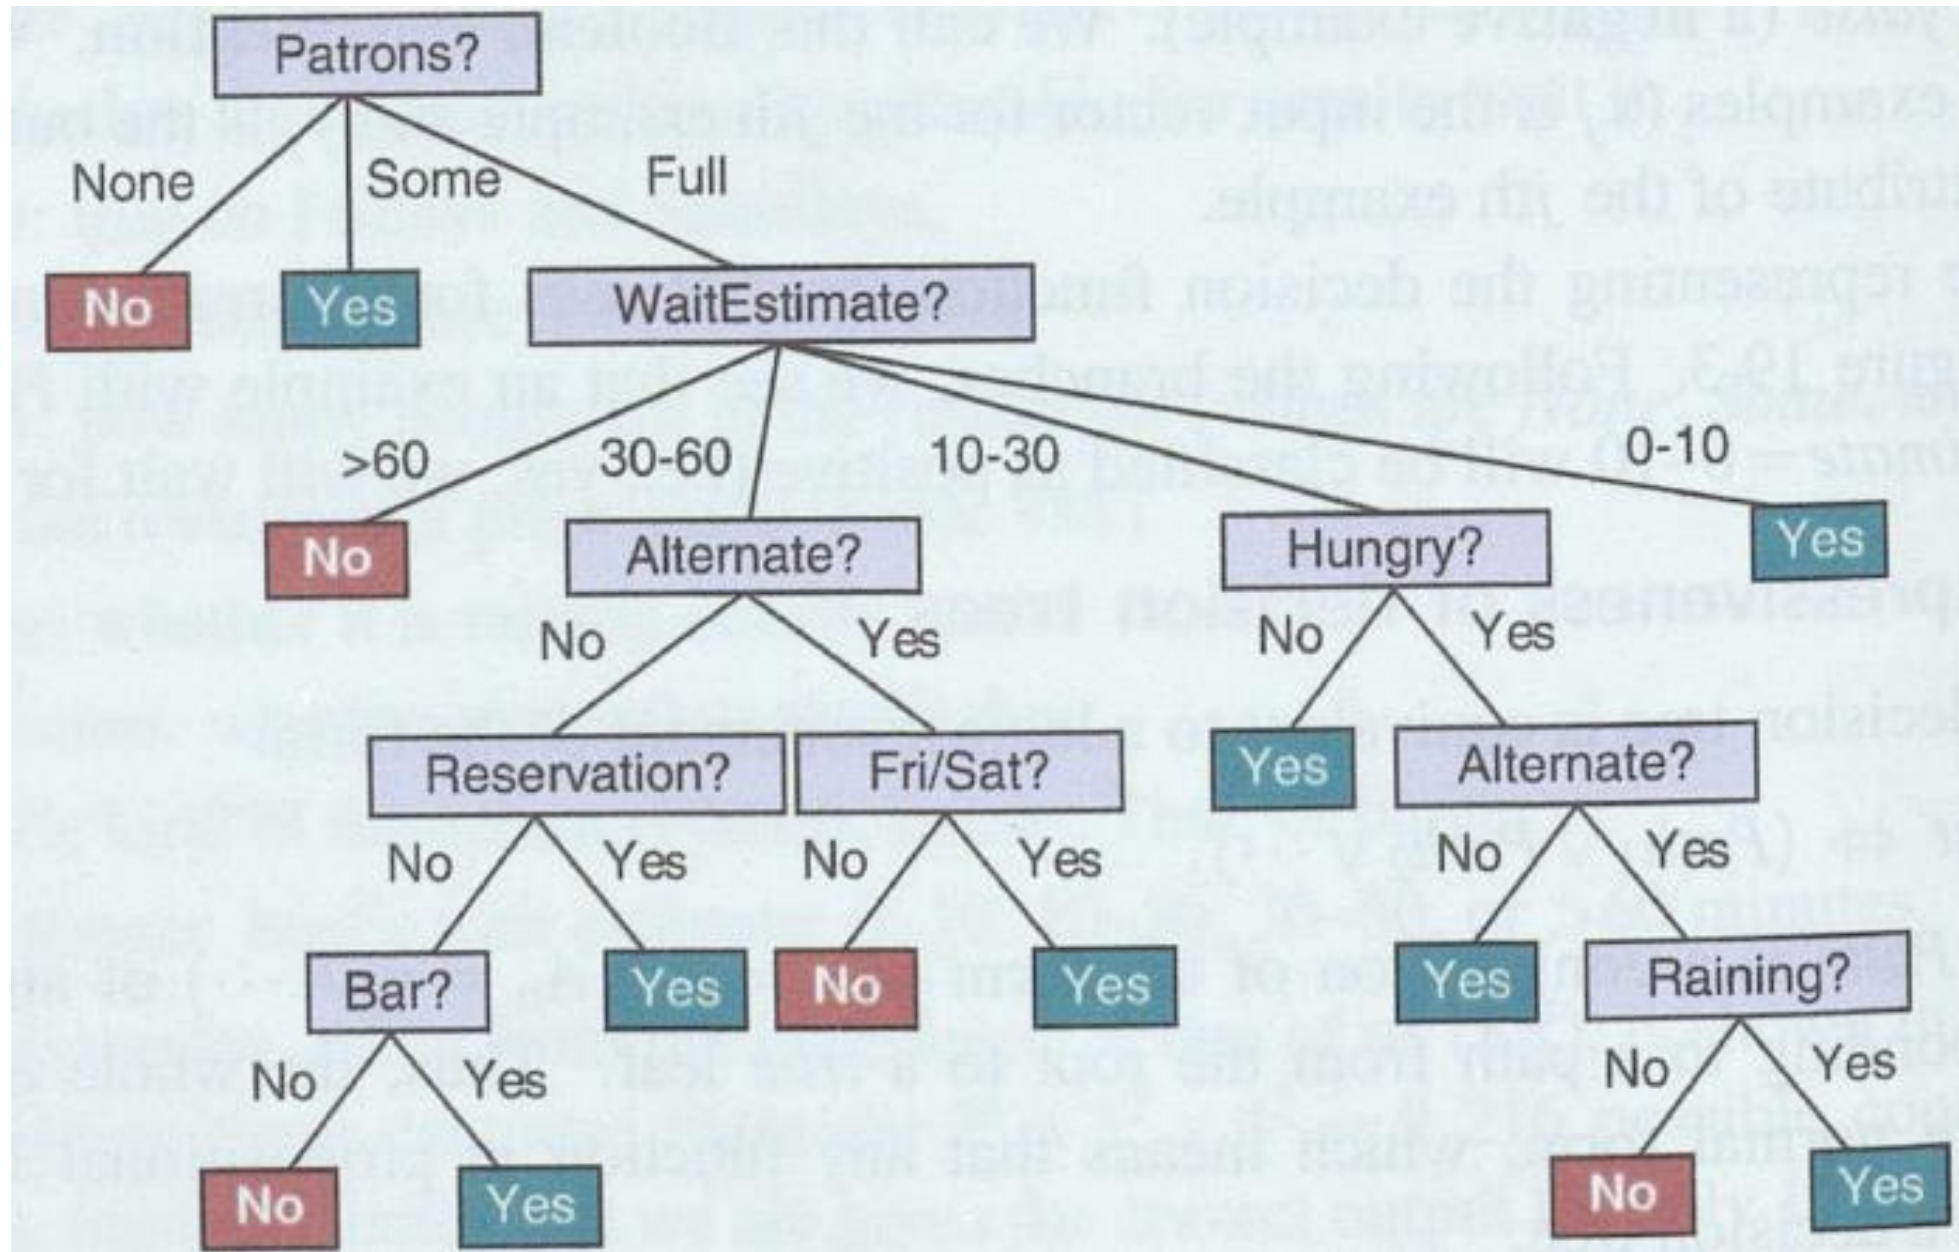 Patrons?
None Some Full
No Yes WaitEstimate?
>60 30-60 10-30 0-10
No Alternate? Hungry? Yes
No Yes No Yes
Reservation? Fri/Sat? Yes Alternate?
No Yes No Yes No Yes
Bar? Yes No Yes Yes Raining?
No Yes No Yes
No Yes No Yes